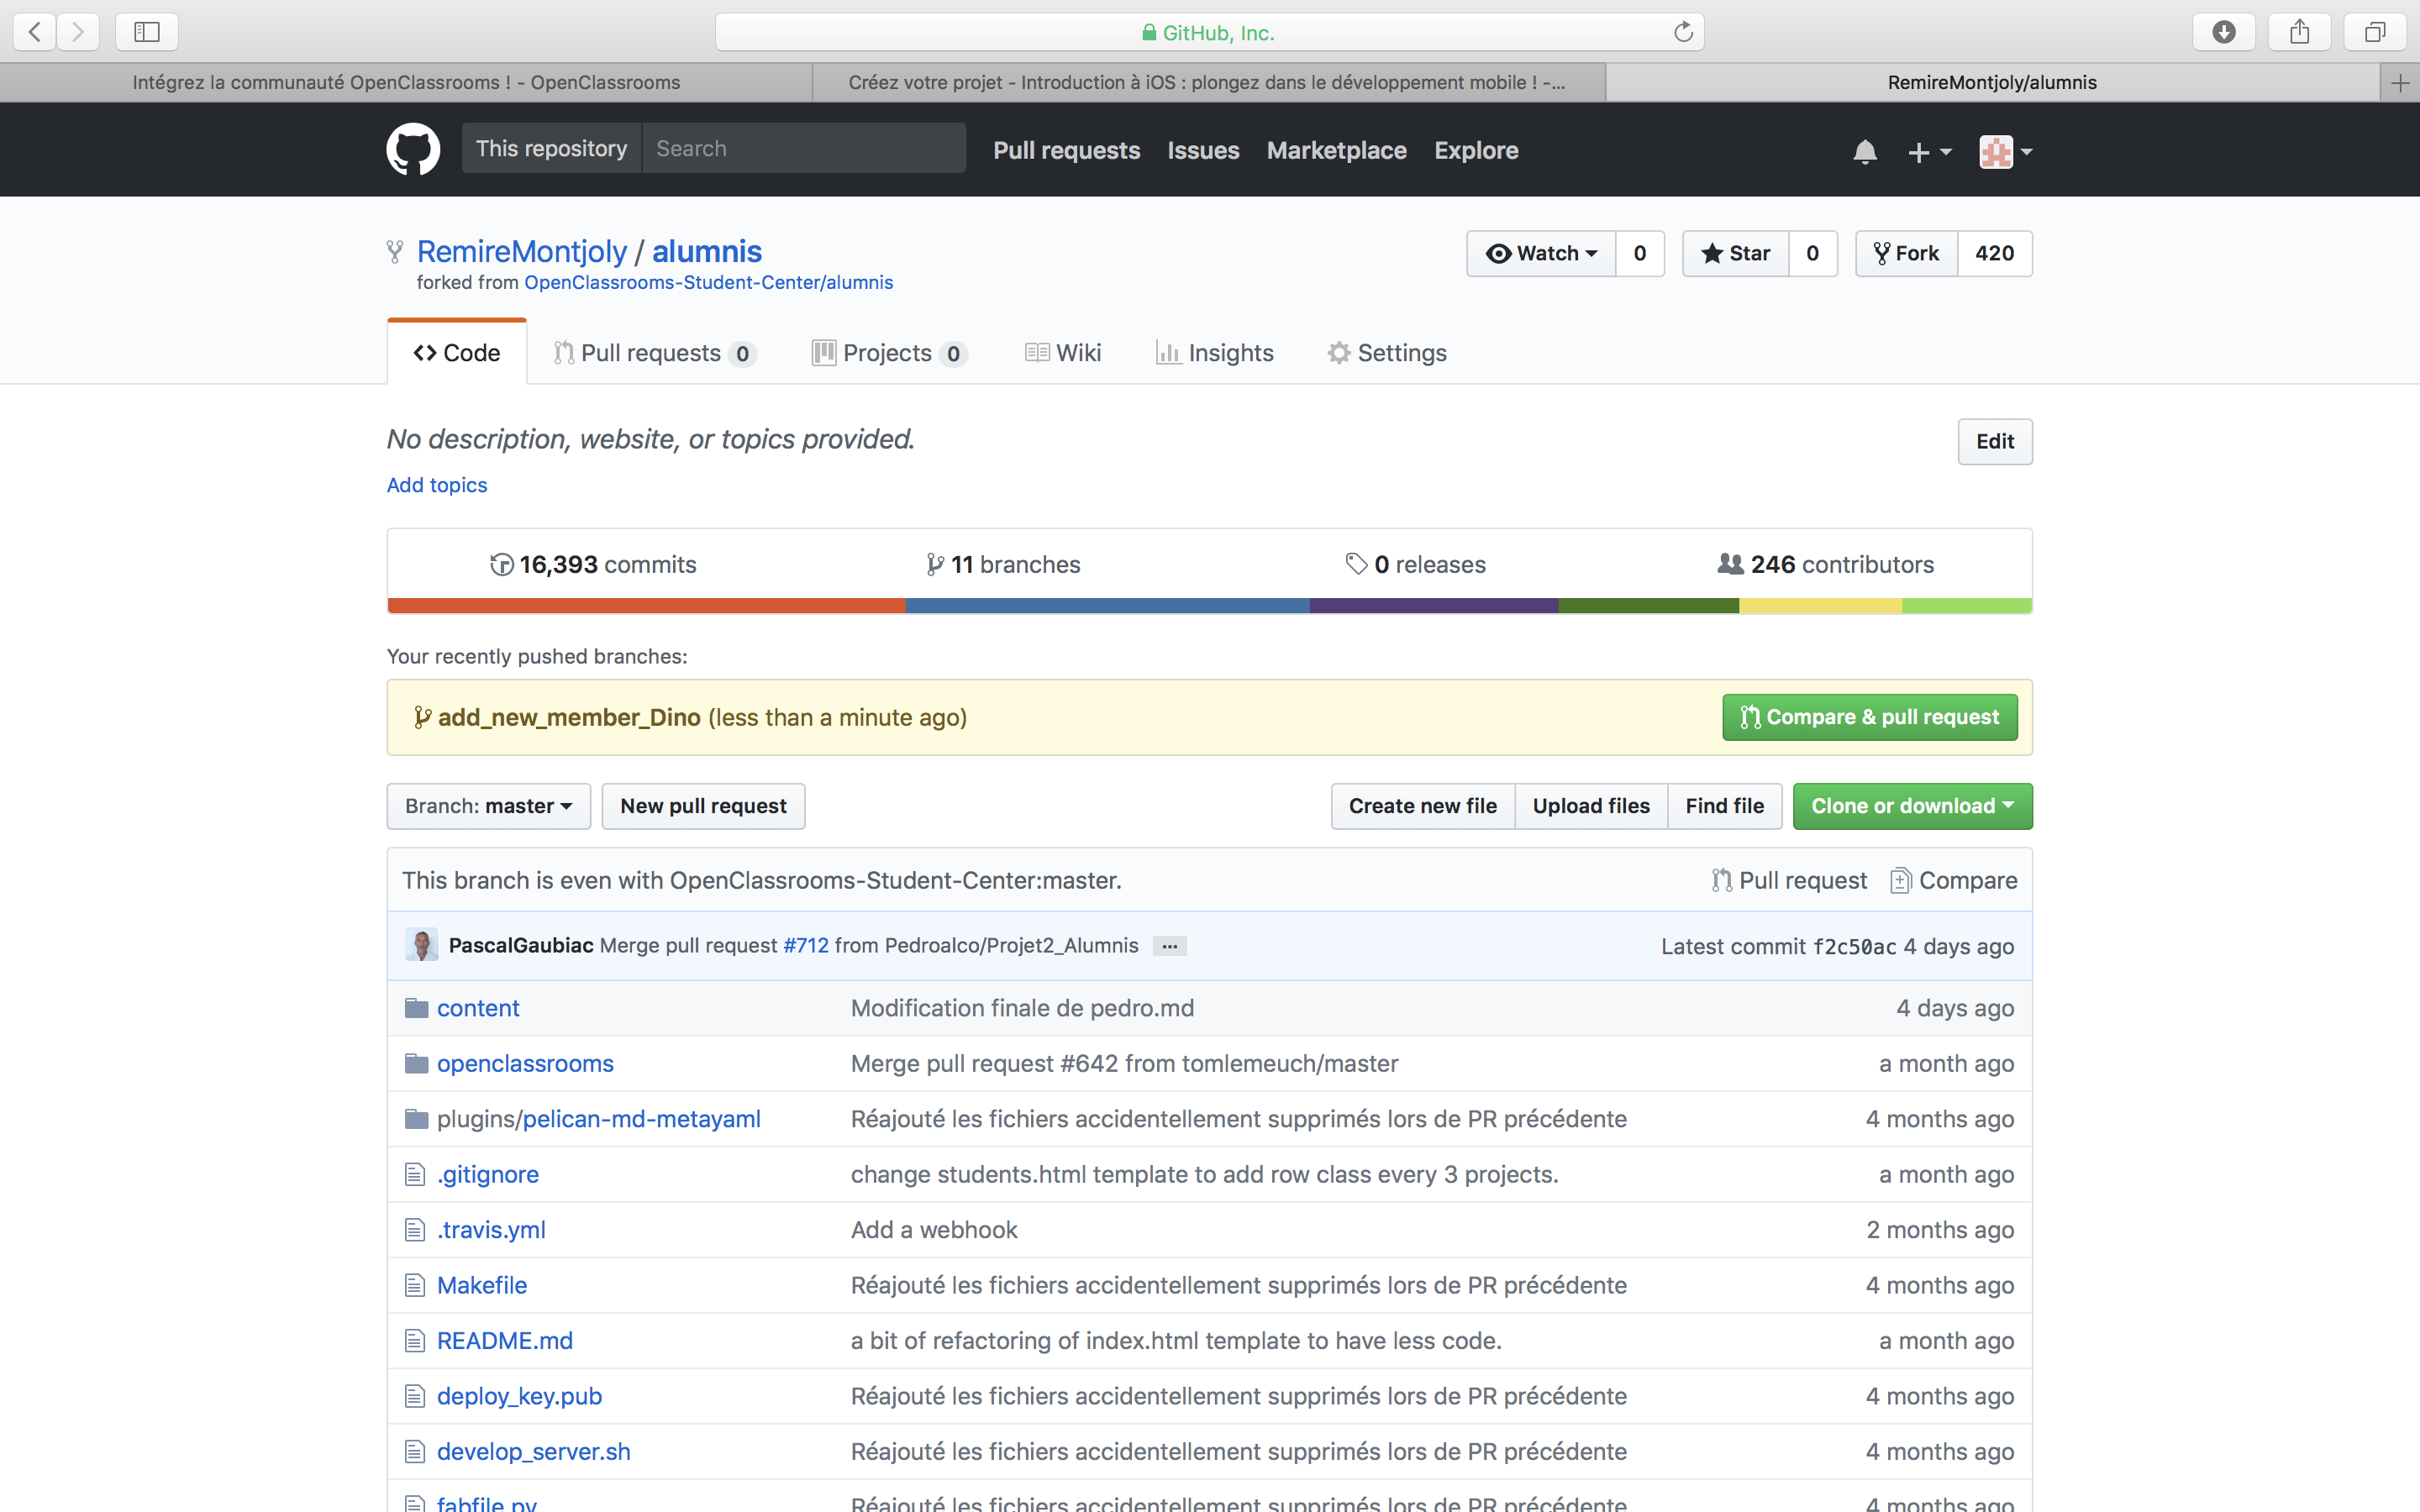 GitHub, Inc.
Intégrez la communauté OpenClassrooms ! - OpenClassrooms
Créez votre projet - Introduction à iOS : plongez dans le développement mobile ! -...
RemireMontjoly/alumnis
This repository Search Pull requests Issues Marketplace Explore
RemireMontjoly / alumnis
Watch 0 Star 0 Fork 420
forked from OpenClassrooms-Student-Center/alumnis
Code Pull requests 0 Projects 0 Wiki Insights Settings
No description, website, or topics provided. Edit
Add topics
16,393 commits 11 branches 0 releases 246 contributors
Your recently pushed branches:
add_new_member_Dino (less than a minute ago) Compare & pull request
Branch: master New pull request Create new file Upload files Find file Clone or download
This branch is even with OpenClassrooms-Student-Center:master. Pull request Compare
PascalGaubiac Merge pull request #712 from Pedroalco/Projet2_Alumnis ... Latest commit f2c50ac 4 days ago
content Modification finale de pedro.md 4 days ago
openclassrooms Merge pull request #642 from tomlemeuch/master a month ago
plugins/pelican-md-metayaml Réajouté les fichiers accidentellement supprimés lors de PR précédente 4 months ago
.gitignore change students.html template to add row class every 3 projects. a month ago
.travis.yml Add a webhook 2 months ago
Makefile Réajouté les fichiers accidentellement supprimés lors de PR précédente 4 months ago
README.md a bit of refactoring of index.html template to have less code. a month ago
deploy_key.pub Réajouté les fichiers accidentellement supprimés lors de PR précédente 4 months ago
develop_server.sh Réajouté les fichiers accidentellement supprimés lors de PR précédente 4 months ago
fabfile.py Réajouté les fichiers accidentellement supprimés lors de PR précédente 4 months ago